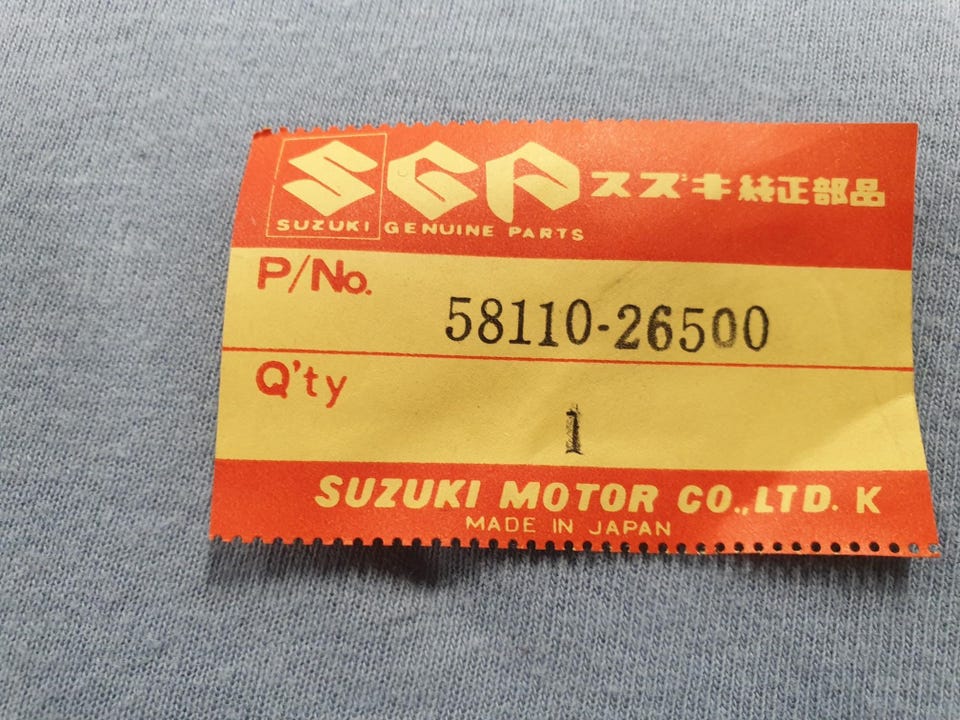 SGP スズキ純正部品
SUZUKI GENUINE PARTS
P/No.
58110-26500
Q'ty
1
SUZUKI MOTOR CO.,LTD. K
MADE IN JAPAN